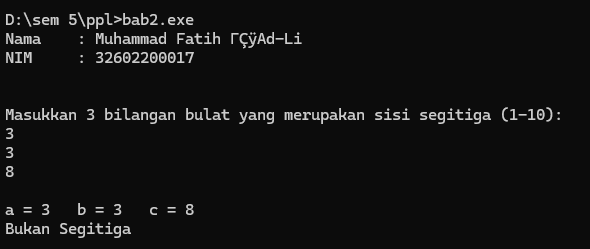 D:\sem 5\ppl>bab2.exe
Nama    : Muhammad Fatih ΓÇÿAd-Li
NIM     : 32602200017
Masukkan 3 bilangan bulat yang merupakan sisi segitiga (1-10):
3
3
8
a = 3   b = 3   c = 8
Bukan Segitiga